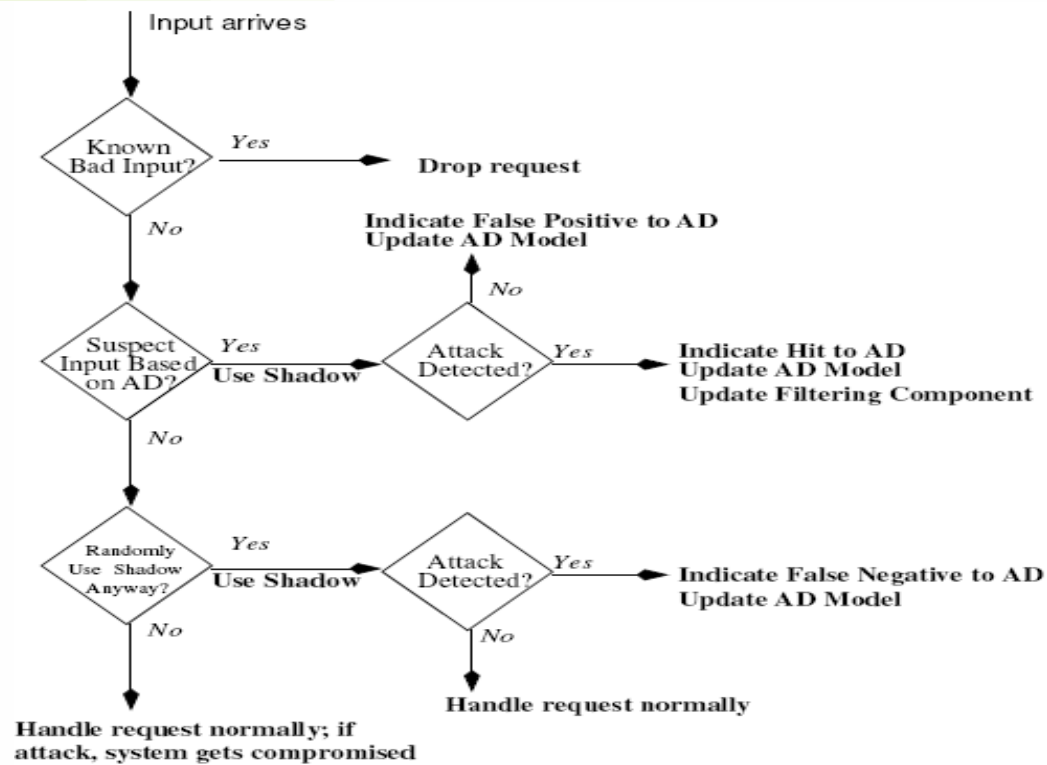 Input arrives
Known
Bad Input?
Yes
Drop request
No
Indicate False Positive to AD
Update AD Model
No
Suspect
Input Based
on AD?
Yes
Use Shadow
Attack
Detected?
Yes
Indicate Hit to AD
Update AD Model
Update Filtering Component
No
Randomly
Use Shadow
Anyway?
Yes
Use Shadow
Attack
Detected?
Yes
Indicate False Negative to AD
Update AD Model
No
No
Handle request normally
Handle request normally; if
attack, system gets compromised